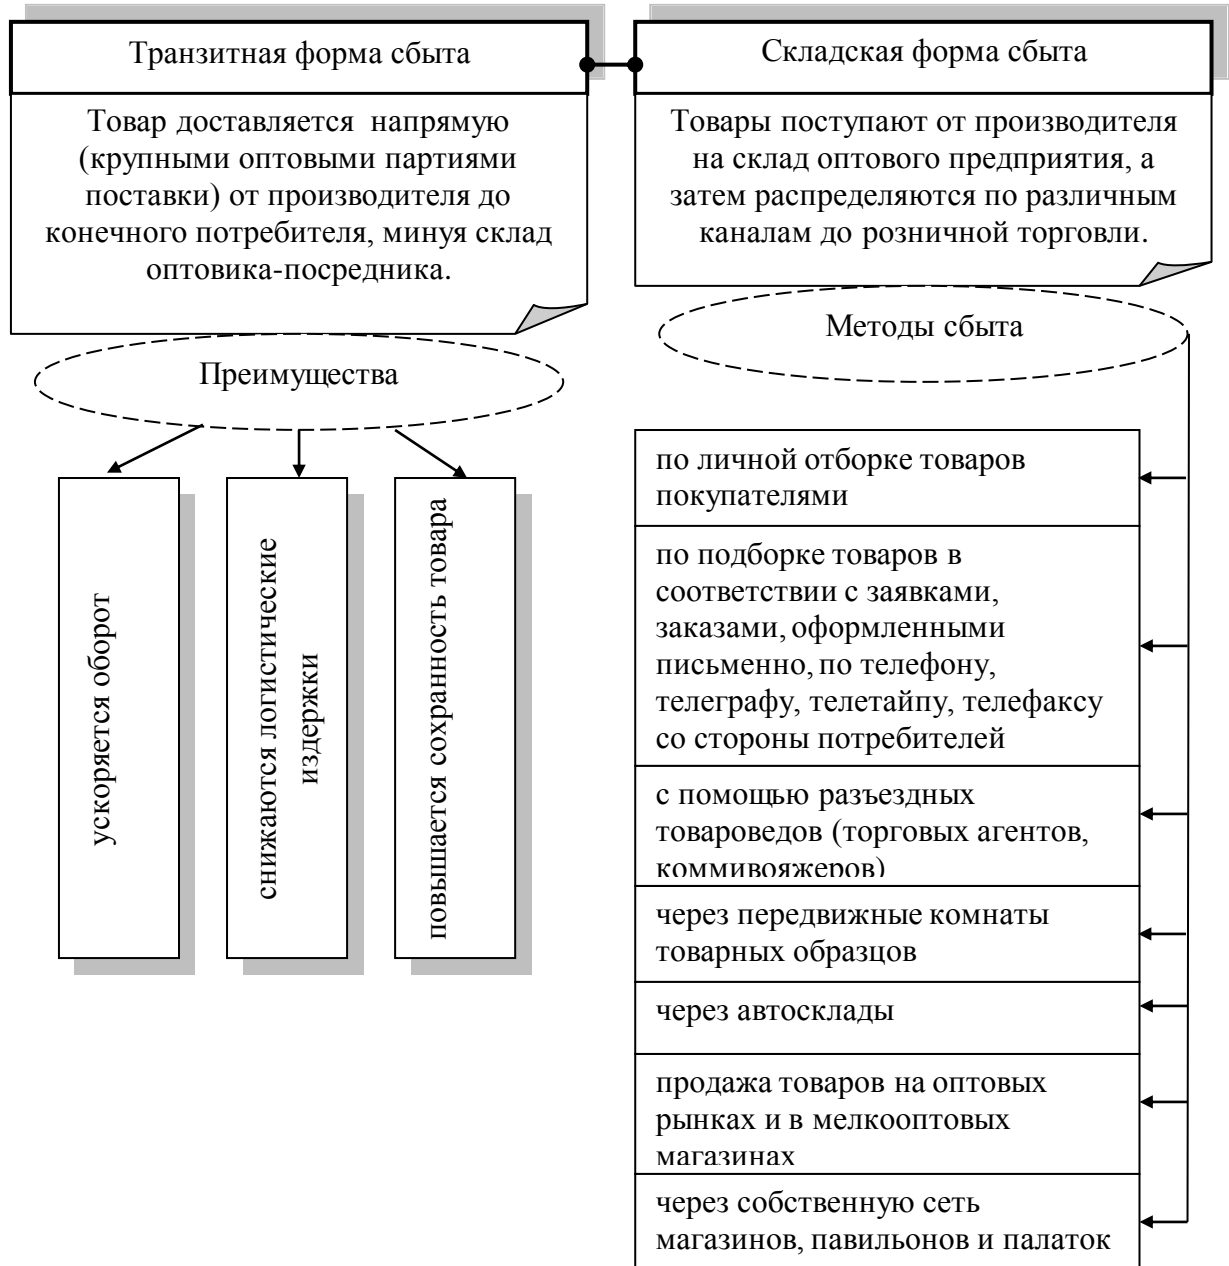 Транзитная форма сбыта
Товар доставляется напрямую
(крупными оптовыми партиями
поставки) от производителя до
конечного потребителя, минуя склад
оптовика-посредника.
Преимущества
ускоряется оборот
снижаются логистические
издержки
повышается сохранность товара
Складская форма сбыта
Товары поступают от производителя
на склад оптового предприятия, а
затем распределяются по различным
каналам до розничной торговли.
Методы сбыта
по личной отборке товаров
покупателями
по подборке товаров в
соответствии с заявками,
заказами, оформленными
письменно, по телефону,
телеграфу, телетайпу, телефаксу
со стороны потребителей
с помощью разъездных
товароведов (торговых агентов,
коммивояжеров)
через передвижные комнаты
товарных образцов
через автосклады
продажа товаров на оптовых
рынках и в мелкооптовых
магазинах
через собственную сеть
магазинов, павильонов и палаток